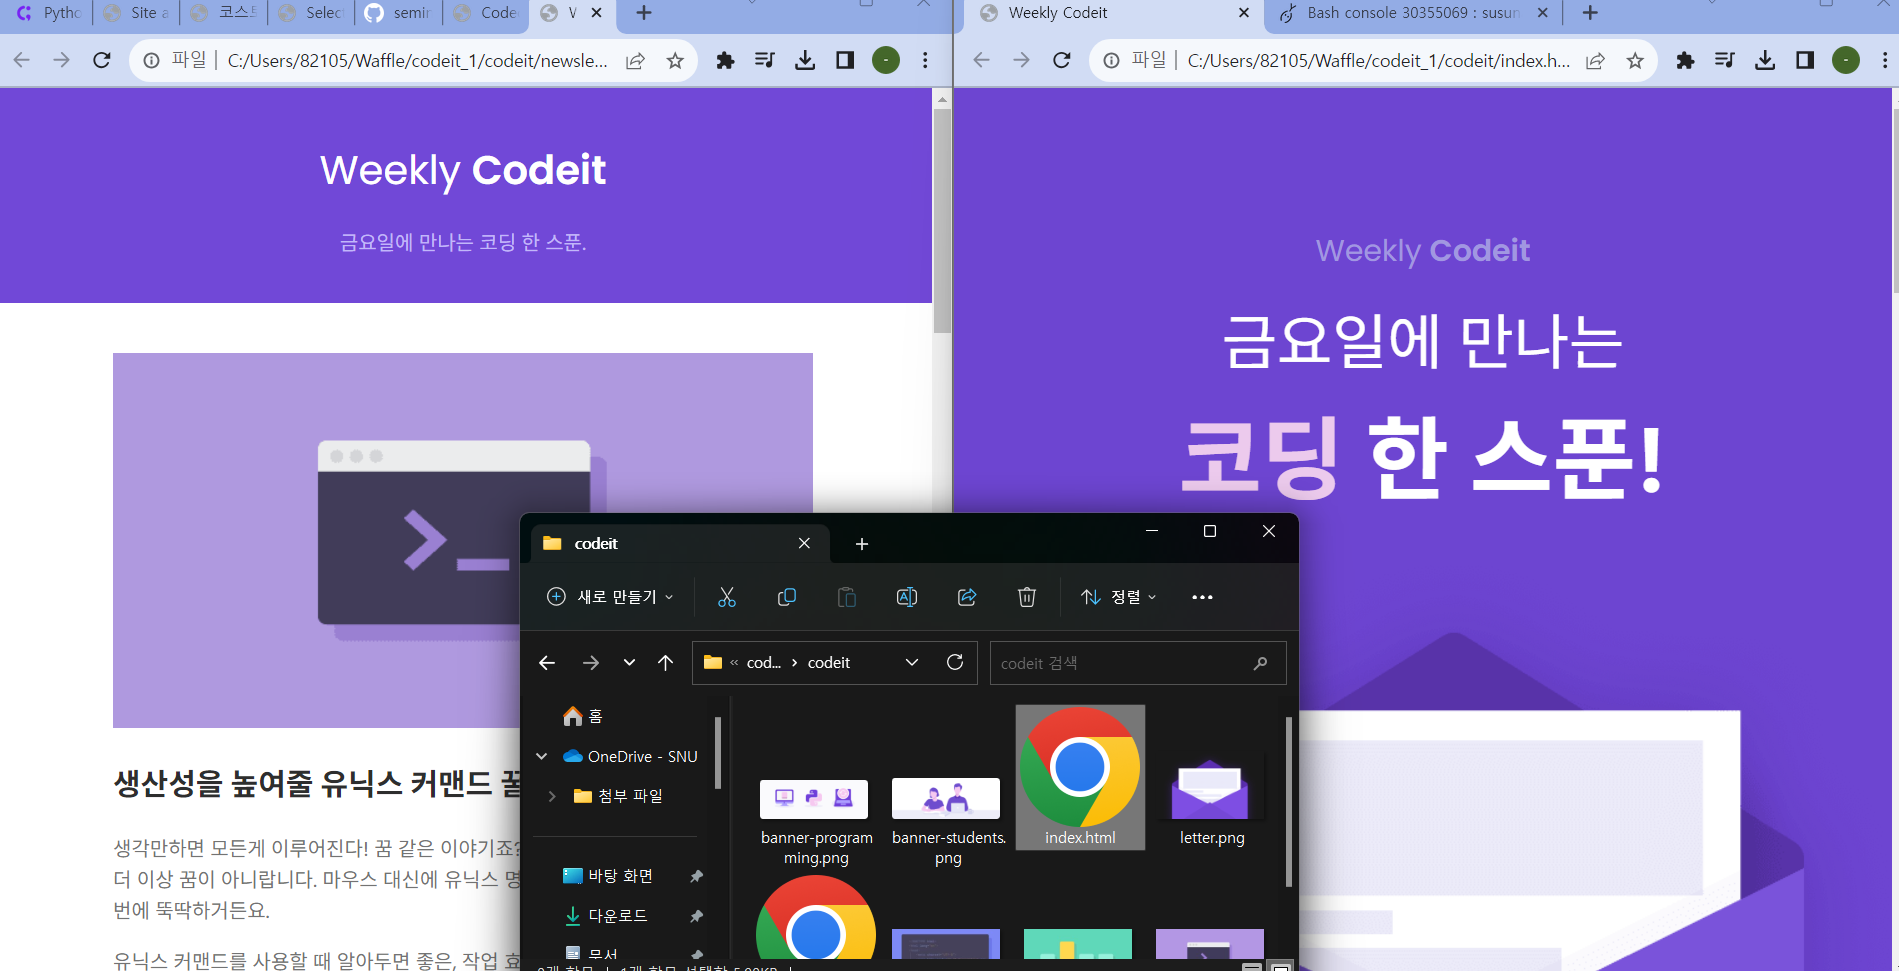 Pytho
Site a
코스
Selec
semir
Code
Weekly Codeit
Bash console 30355069 : susun
파일
C:/Users/82105/Waffle/codeit_1/codeit/newsle...
파일
C:/Users/82105/Waffle/codeit_1/codeit/index.h...
Weekly Codeit
금요일에 만나는 코딩 한 스푼.
Weekly Codeit
금요일에 만나는
코딩 한 스푼!
생산성을 높여줄 유닉스 커맨드
생각만하면 모든게 이루어진다! 꿈 같은 이야기죠?
더 이상 꿈이 아니랍니다. 마우스 대신에 유닉스 명
번에 뚝딱하거든요.
유닉스 커맨드를 사용할 때 알아두면 좋은, 작업 효
codeit
새로 만들기
정렬
cod... › codeit
codeit 검색
홈
OneDrive - SNU
첨부 파일
바탕 화면
다운로드
문서
banner-program
ming.png
banner-students.
png
index.html
letter.png